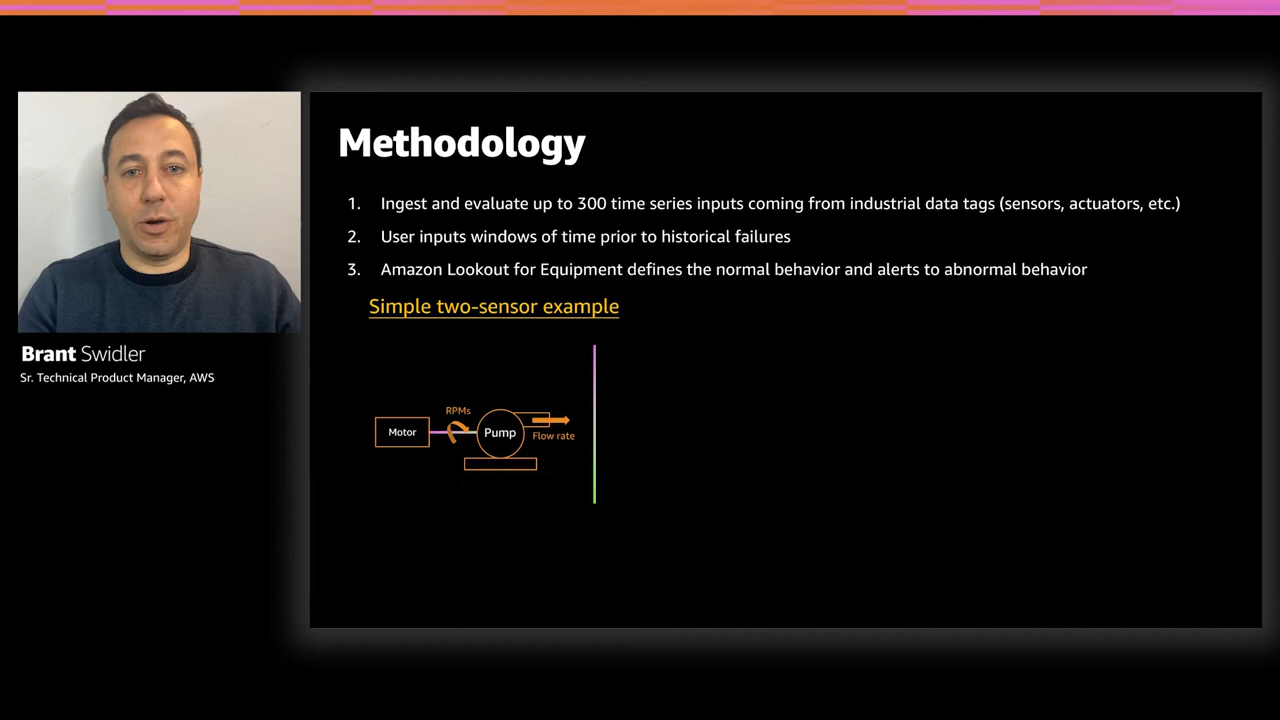 Methodology
1. Ingest and evaluate up to 300 time series inputs coming from industrial data tags (sensors, actuators, etc.)
2. User inputs windows of time prior to historical failures
3. Amazon Lookout for Equipment defines the normal behavior and alerts to abnormal behavior
Simple two-sensor example
Brant Swidler
Sr. Technical Product Manager, AWS
RPMs
Motor
Pump
Flow rate